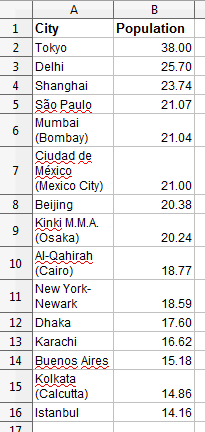 A B
1 City Population
2 Tokyo 38.00
3 Delhi 25.70
4 Shanghai 23.74
5 São Paulo 21.07
Mumbai
6 (Bombay) 21.04
Ciudad de
México
7 (Mexico City) 21.00
8 Beijing 20.38
Kinki M.M.A.
9 (Osaka) 20.24
Al-Qahirah
10 (Cairo) 18.77
New York-
11 Newark 18.59
12 Dhaka 17.60
13 Karachi 16.62
14 Buenos Aires 15.18
Kolkata
15 (Calcutta) 14.86
16 Istanbul 14.16
17